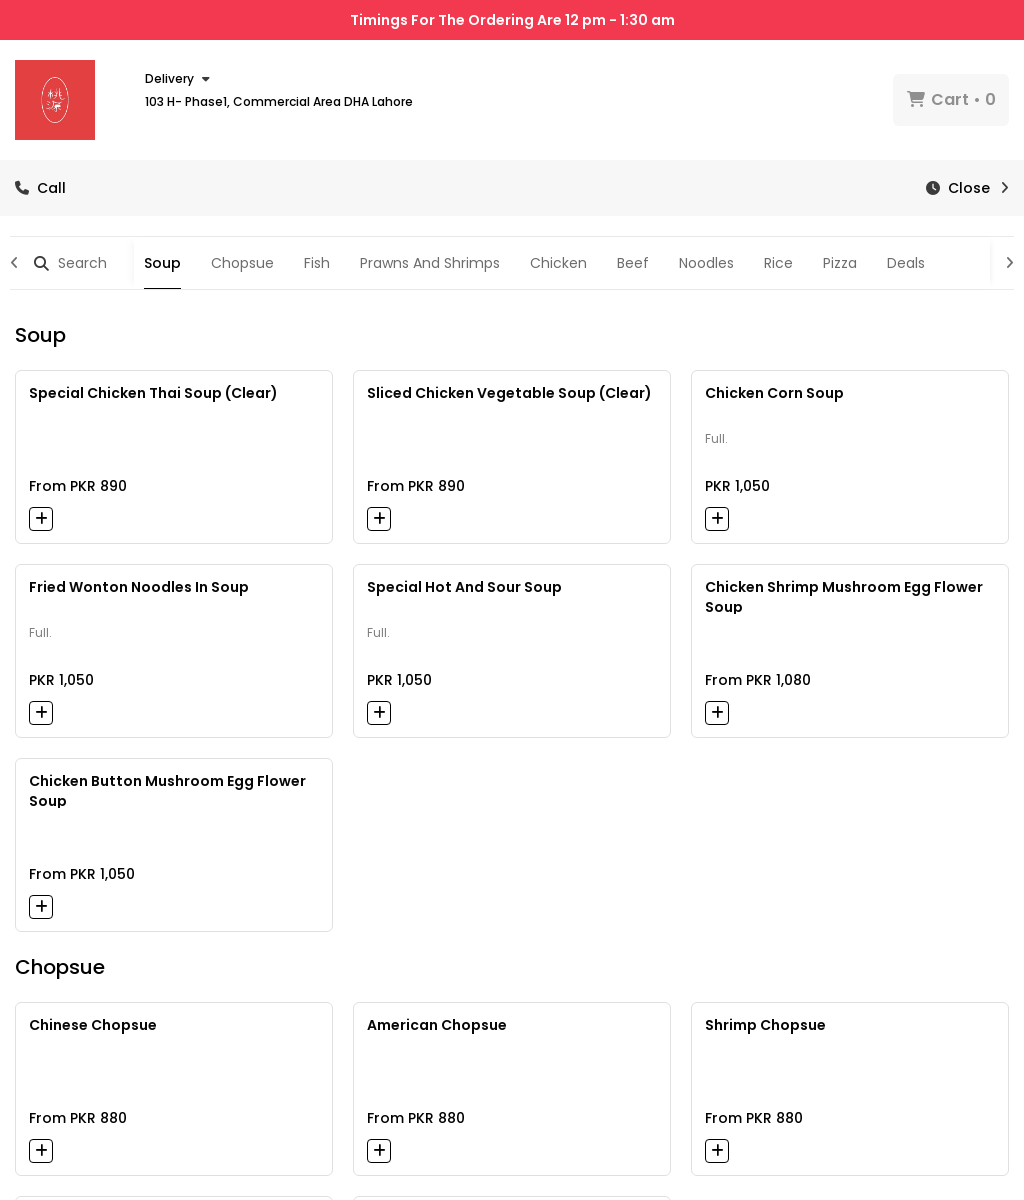 Timings For The Ordering Are 12 pm - 1:30 am
Delivery
103 H- Phase1, Commercial Area DHA Lahore
Cart • 0
Call
Close
Search
Soup
Chopsue
Fish
Prawns And Shrimps
Chicken
Beef
Noodles
Rice
Pizza
Deals
Soup
Special Chicken Thai Soup (Clear)
From PKR 890
Sliced Chicken Vegetable Soup (Clear)
From PKR 890
Chicken Corn Soup
Full.
PKR 1,050
Fried Wonton Noodles In Soup
Full.
PKR 1,050
Special Hot And Sour Soup
Full.
PKR 1,050
Chicken Shrimp Mushroom Egg Flower
Soup
From PKR 1,080
Chicken Button Mushroom Egg Flower
Soup
From PKR 1,050
Chopsue
Chinese Chopsue
From PKR 880
American Chopsue
From PKR 880
Shrimp Chopsue
From PKR 880